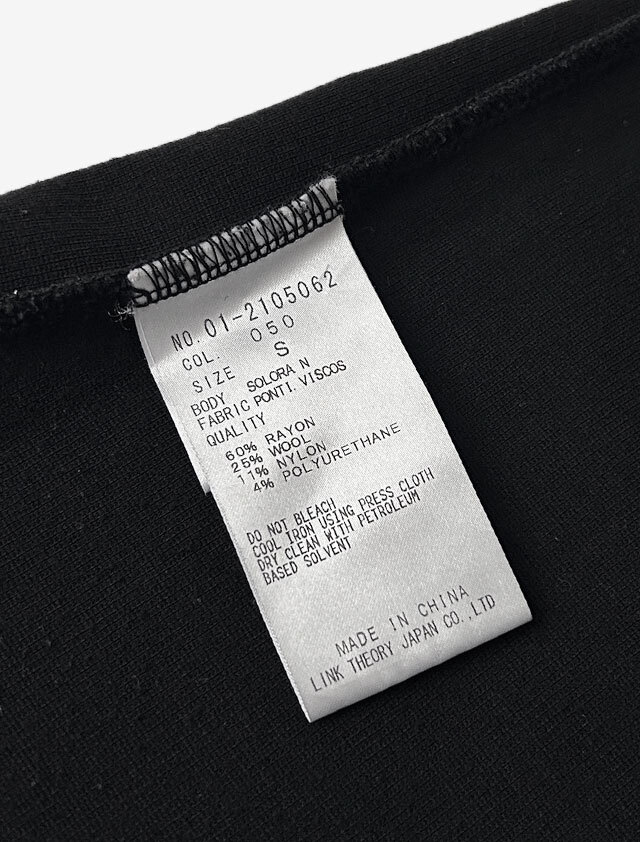 NO. 01-2105062
COL. 050
SIZE S
BODY SOLORA N
FABRIC PONTI. VISCOS
QUALITY
60% RAYON
25% WOOL
11% NYLON
4% POLYURETHANE
DO NOT BLEACH
COOL IRON USING PRESS CLOTH
DRY CLEAN WITH PETROLEUM
BASED SOLVENT
MADE IN CHINA
LINK THEORY JAPAN CO.,LTD